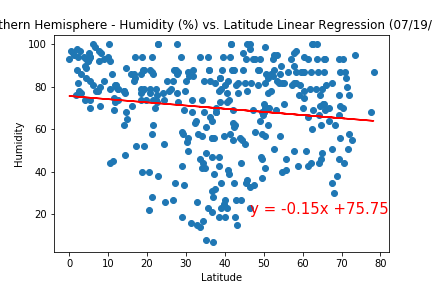 thern Hemisphere - Humidity (%) vs. Latitude Linear Regression (07/19/
100
80
60
40
20
Humidity
y = -0.15x +75.75
0 10 20 30 40 50 60 70 80
Latitude